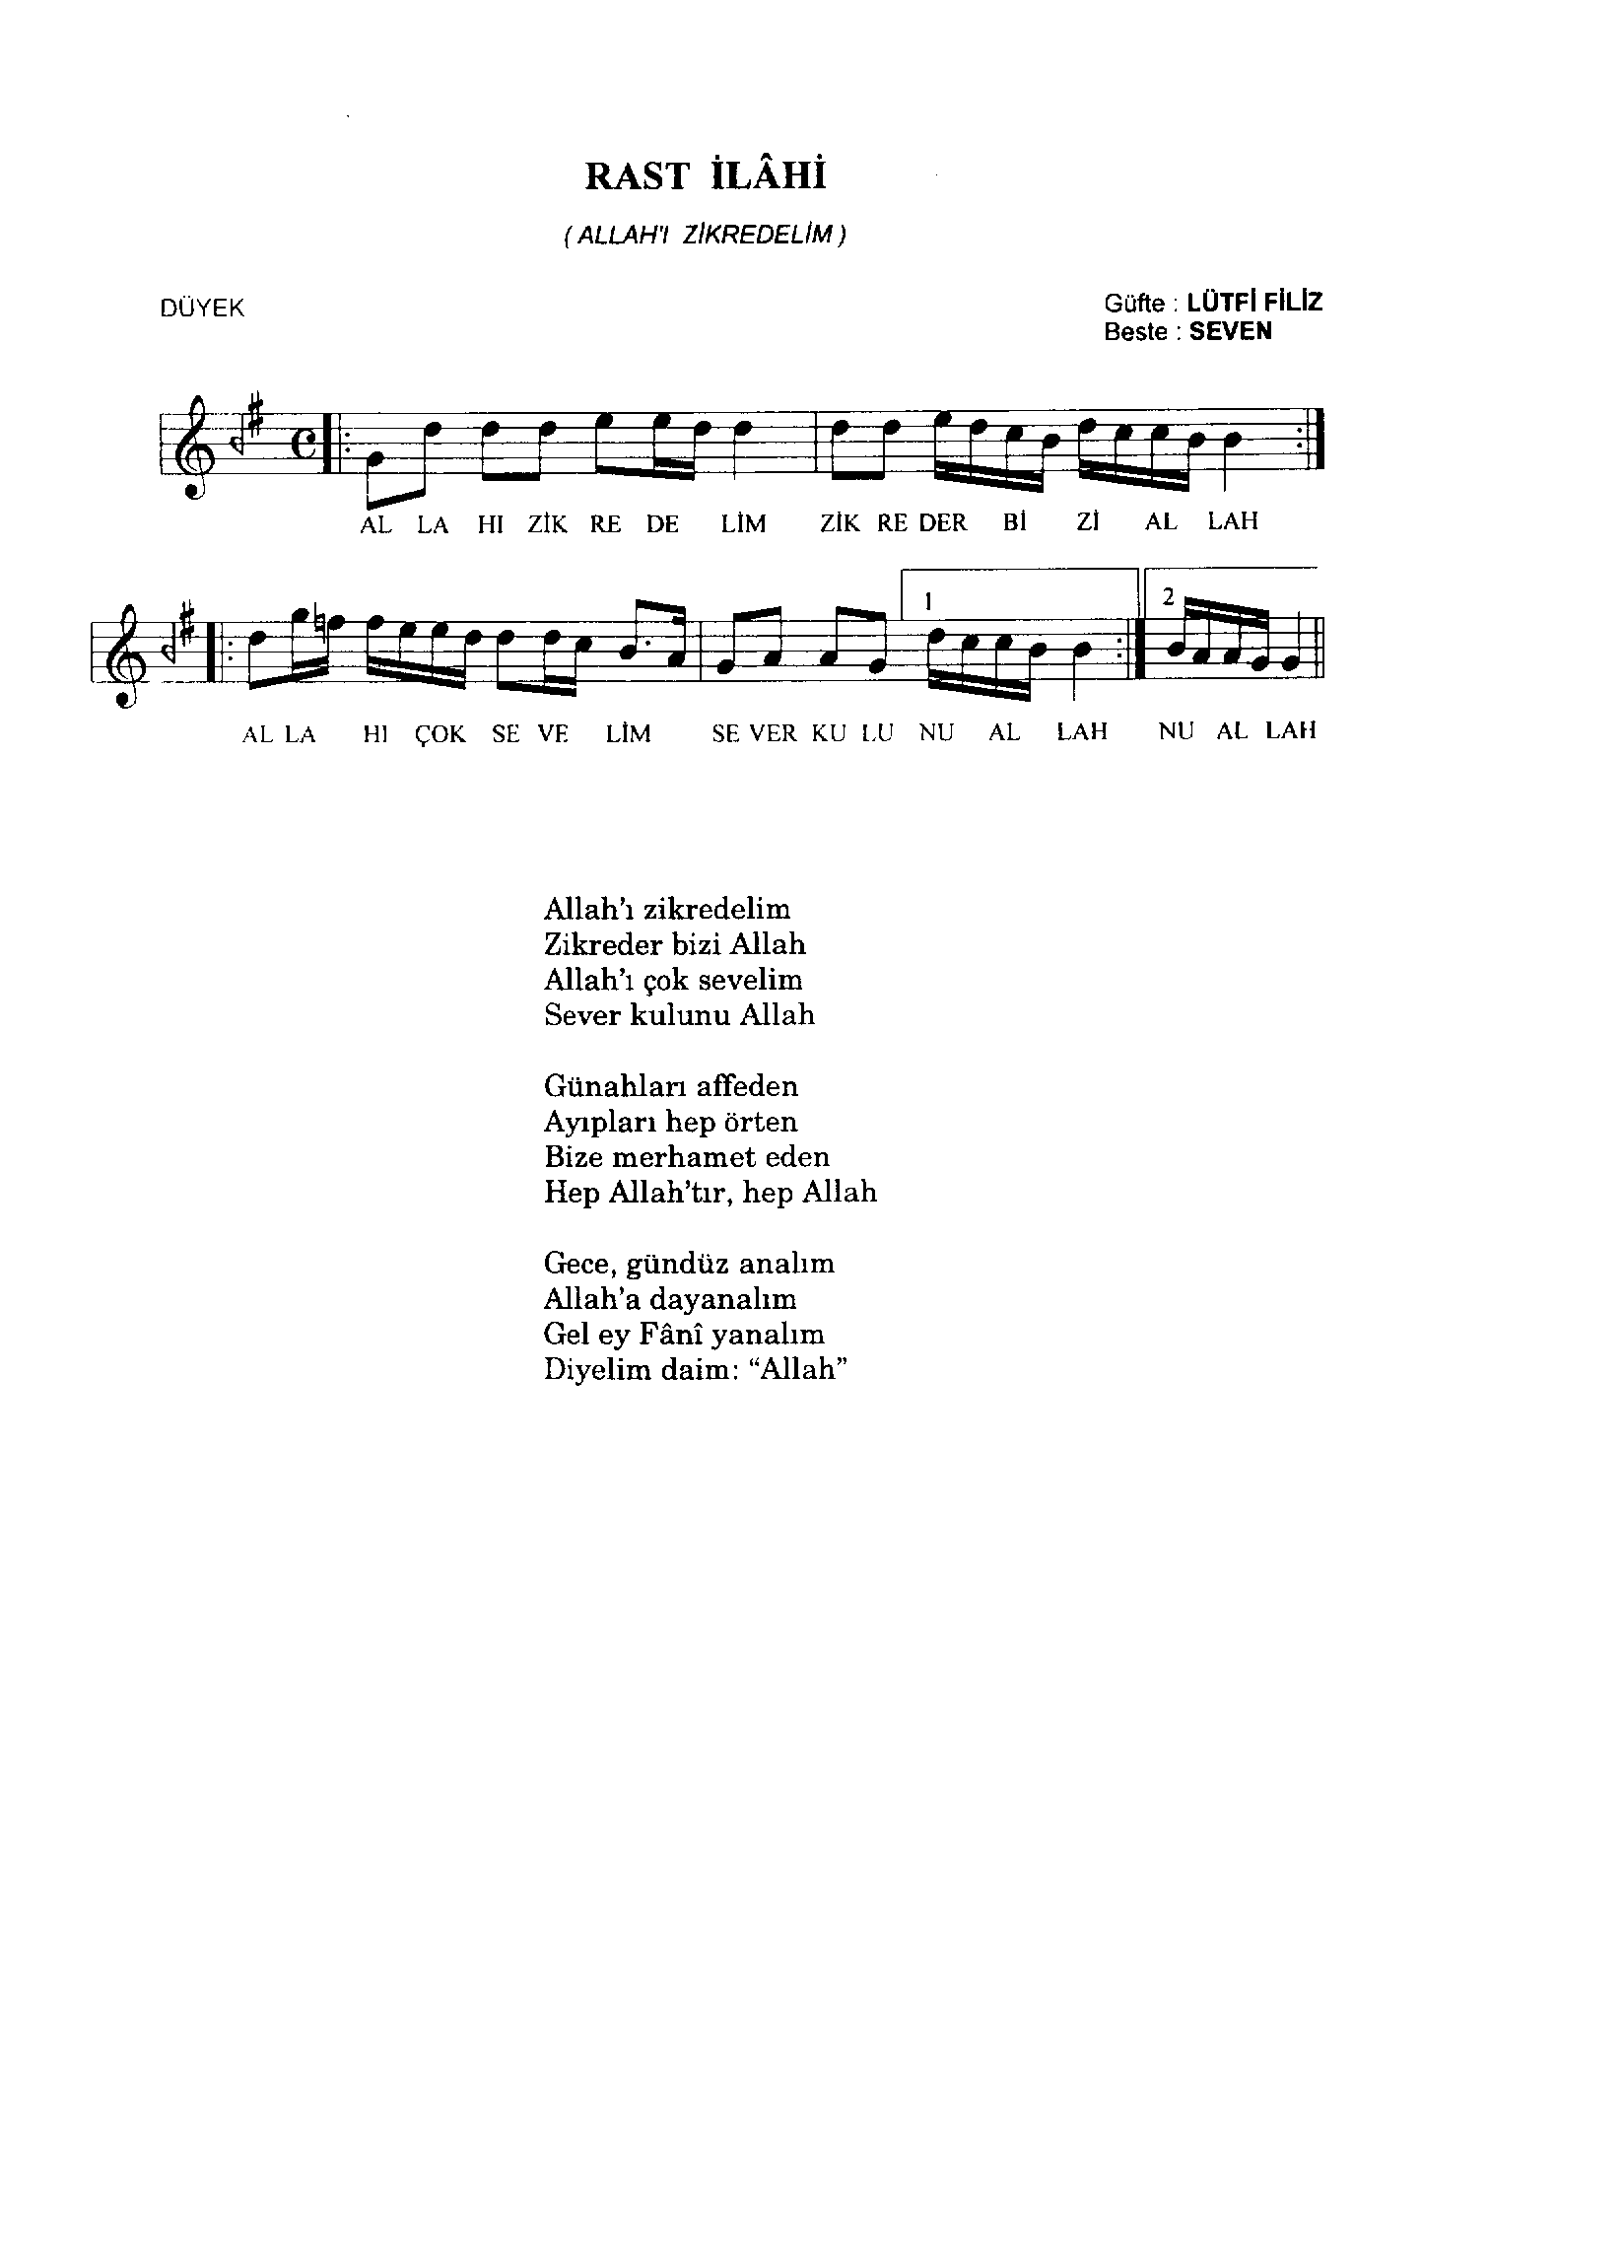 RAST İLÂHİ
(ALLAH'I ZİKREDELİM)
DÜYEK
Güfte : LÜTFİ FİLİZ
Beste : SEVEN
AL LA HI ZİK RE DE LİM ZİK RE DER Bİ Zİ AL LAH
1 2
AL LA HI ÇOK SE VE LİM SE VER KU LU NU AL LAH NU AL LAH
Allah'ı zikredelim
Zikreder bizi Allah
Allah'ı çok sevelim
Sever kulunu Allah
Günahları affeden
Ayıpları hep örten
Bize merhamet eden
Hep Allah'tır, hep Allah
Gece, gündüz analım
Allah'a dayanalım
Gel ey Fânî yanalım
Diyelim daim: “Allah”